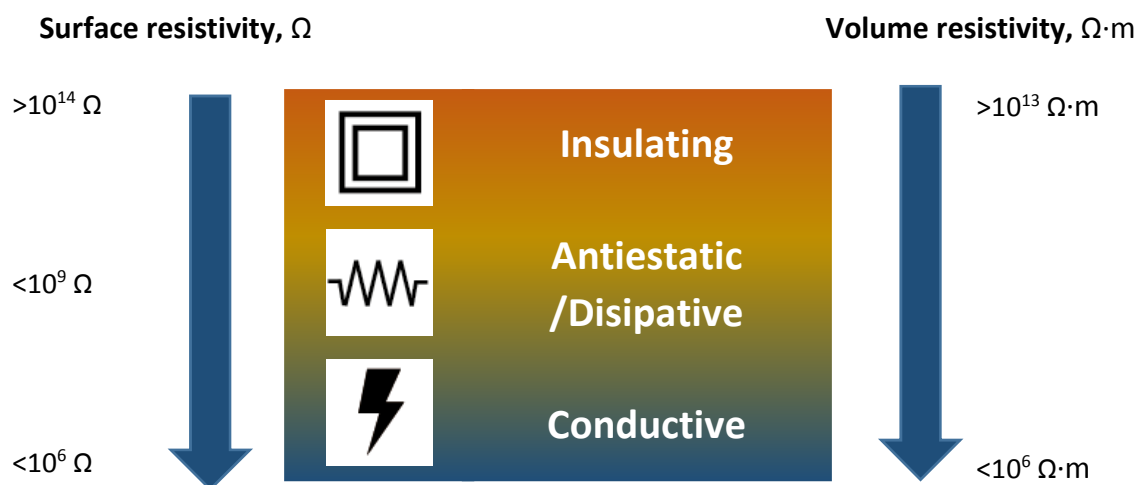 Surface resistivity, Ω
Volume resistivity, Ω·m
>10¹⁴ Ω
>10¹³ Ω·m
Insulating
<10⁹ Ω
Antiestatic
/Disipative
Conductive
<10⁶ Ω
<10⁶ Ω·m